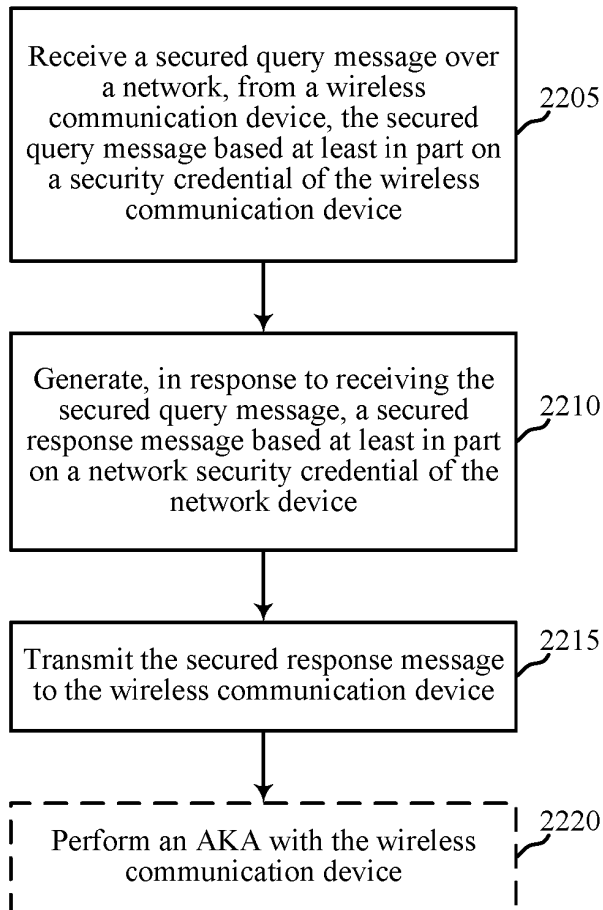 Receive a secured query message over
a network, from a wireless
communication device, the secured
query message based at least in part on
a security credential of the wireless
communication device
2205
Generate, in response to receiving the
secured query message, a secured
response message based at least in part
on a network security credential of the
network device
2210
Transmit the secured response message
to the wireless communication device
2215
Perform an AKA with the wireless
communication device
2220